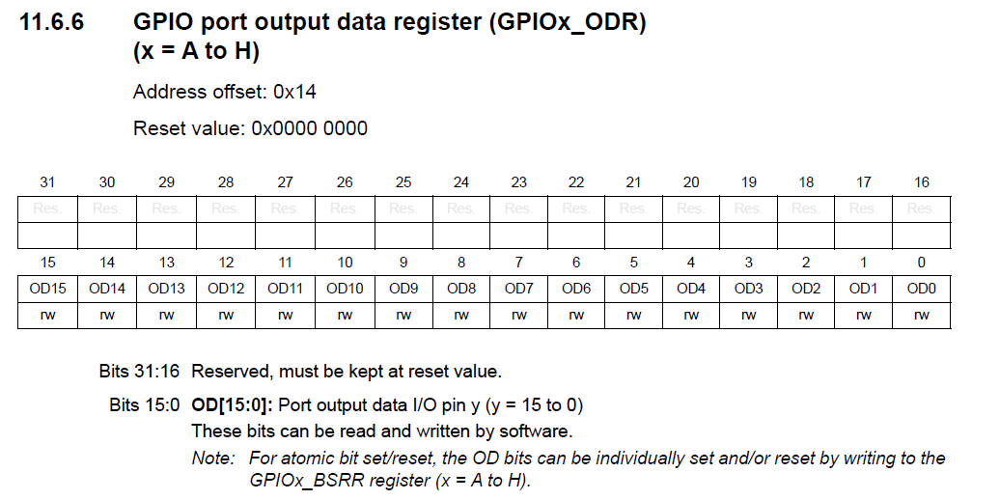 11.6.6 GPIO port output data register (GPIOx_ODR)
(x = A to H)
Address offset: 0x14
Reset value: 0x0000 0000
31 30 29 28 27 26 25 24 23 22 21 20 19 18 17 16
Res. Res. Res. Res. Res. Res. Res. Res. Res. Res. Res. Res. Res. Res. Res. Res.
15 14 13 12 11 10 9 8 7 6 5 4 3 2 1 0
OD15 OD14 OD13 OD12 OD11 OD10 OD9 OD8 OD7 OD6 OD5 OD4 OD3 OD2 OD1 OD0
rw rw rw rw rw rw rw rw rw rw rw rw rw rw rw rw
Bits 31:16 Reserved, must be kept at reset value.
Bits 15:0 OD[15:0]: Port output data I/O pin y (y = 15 to 0)
These bits can be read and written by software.
Note: For atomic bit set/reset, the OD bits can be individually set and/or reset by writing to the
GPIOx_BSRR register (x = A to H).